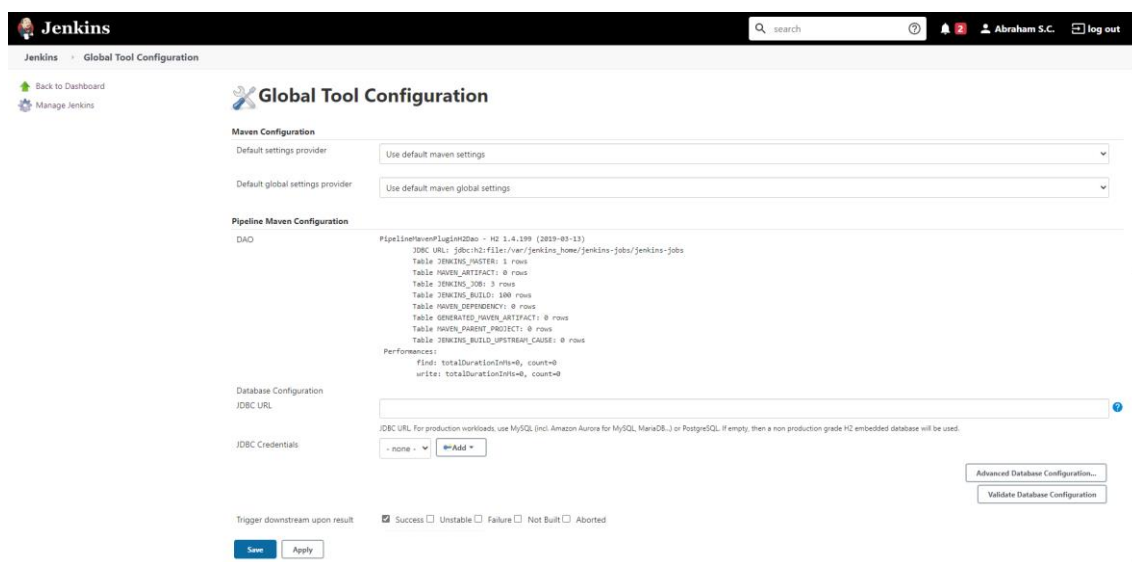 Jenkins
search
2
Abraham S.C.
log out
Jenkins
Global Tool Configuration
Back to Dashboard
Manage Jenkins
Global Tool Configuration
Maven Configuration
Default settings provider
Use default maven settings
Default global settings provider
Use default maven global settings
Pipeline Maven Configuration
DAO
PipelineMavenPluginH2Dao - H2 1.4.199 (2019-03-13)
JDBC URL: jdbc:h2:file:/var/jenkins_home/jenkins-jobs/jenkins-jobs
Table JENKINS_MASTER: 1 rows
Table MAVEN_ARTIFACT: 0 rows
Table JENKINS_JOB: 3 rows
Table JENKINS_BUILD: 100 rows
Table MAVEN_DEPENDENCY: 0 rows
Table GENERATED_MAVEN_ARTIFACT: 0 rows
Table MAVEN_PARENT_PROJECT: 0 rows
Table JENKINS_BUILD_UPSTREAM_CAUSE: 0 rows
Performances:
find: totalDurationInMs=0, count=0
write: totalDurationInMs=0, count=0
Database Configuration
JDBC URL
JDBC URL. For production workloads, use MySQL (incl. Amazon Aurora for MySQL, MariaDB...) or PostgreSQL. If empty, then a non production grade H2 embedded database will be used.
JDBC Credentials
- none -
Add
Advanced Database Configuration...
Validate Database Configuration
Trigger downstream upon result
Success Unstable Failure Not Built Aborted
Save
Apply